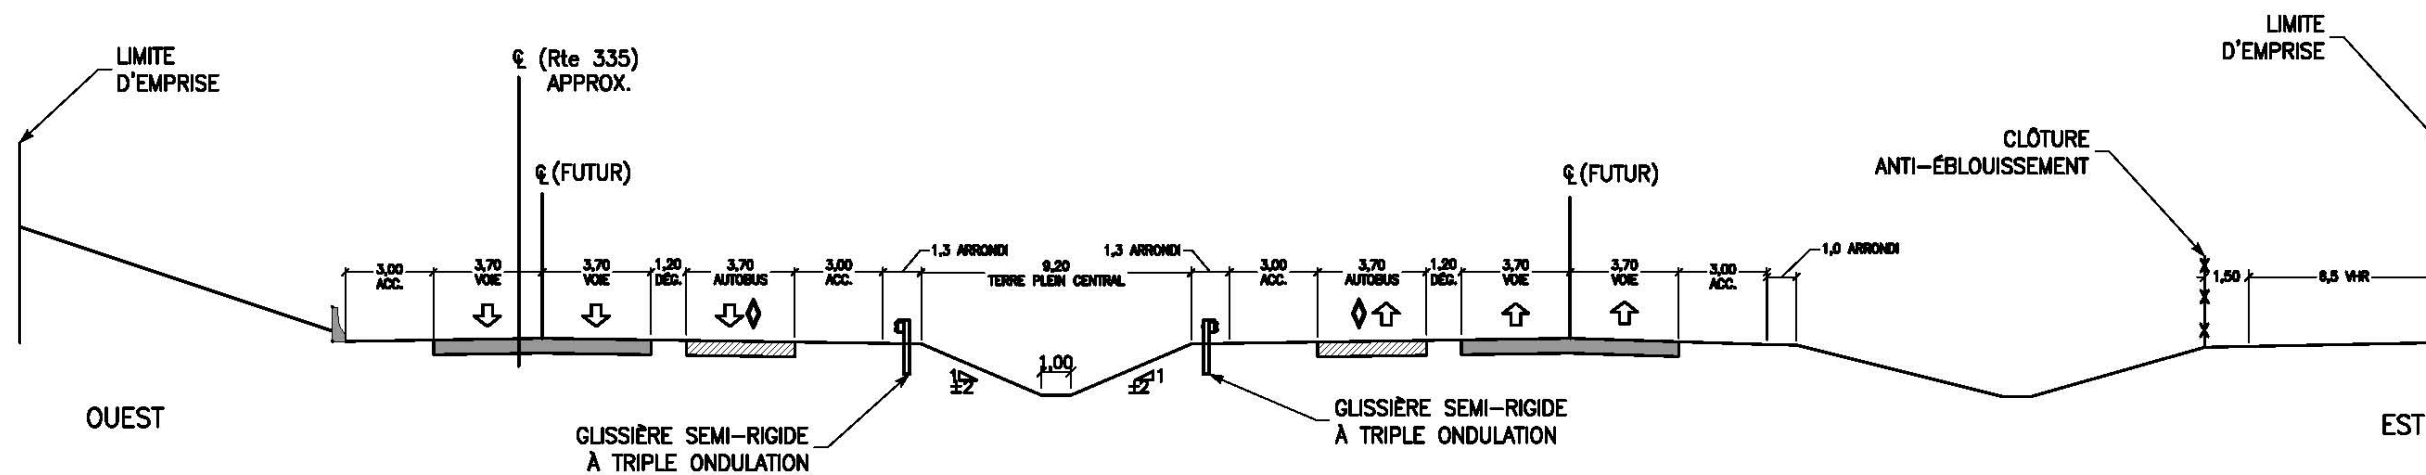 LIMITE
D'EMPRISE
℄ (Rte 335)
APPROX.
℄ (FUTUR)
℄ (FUTUR)
LIMITE
D'EMPRISE
CLÔTURE
ANTI-ÉBLOUISSEMENT
3,00
ACC.
3,70
VOIE
3,70
VOIE
1,20
DÉG.
3,70
AUTOBUS
3,00
ACC.
1,3 ARRONDI
9,20
TERRE PLEIN CENTRAL
1,3 ARRONDI
3,00
ACC.
3,70
AUTOBUS
1,20
DÉG.
3,70
VOIE
3,70
VOIE
3,00
ACC.
1,0 ARRONDI
1,50
6,5 VHR
1
±2
1,00
1
±2
OUEST
GLISSIÈRE SEMI-RIGIDE
À TRIPLE ONDULATION
GLISSIÈRE SEMI-RIGIDE
À TRIPLE ONDULATION
EST